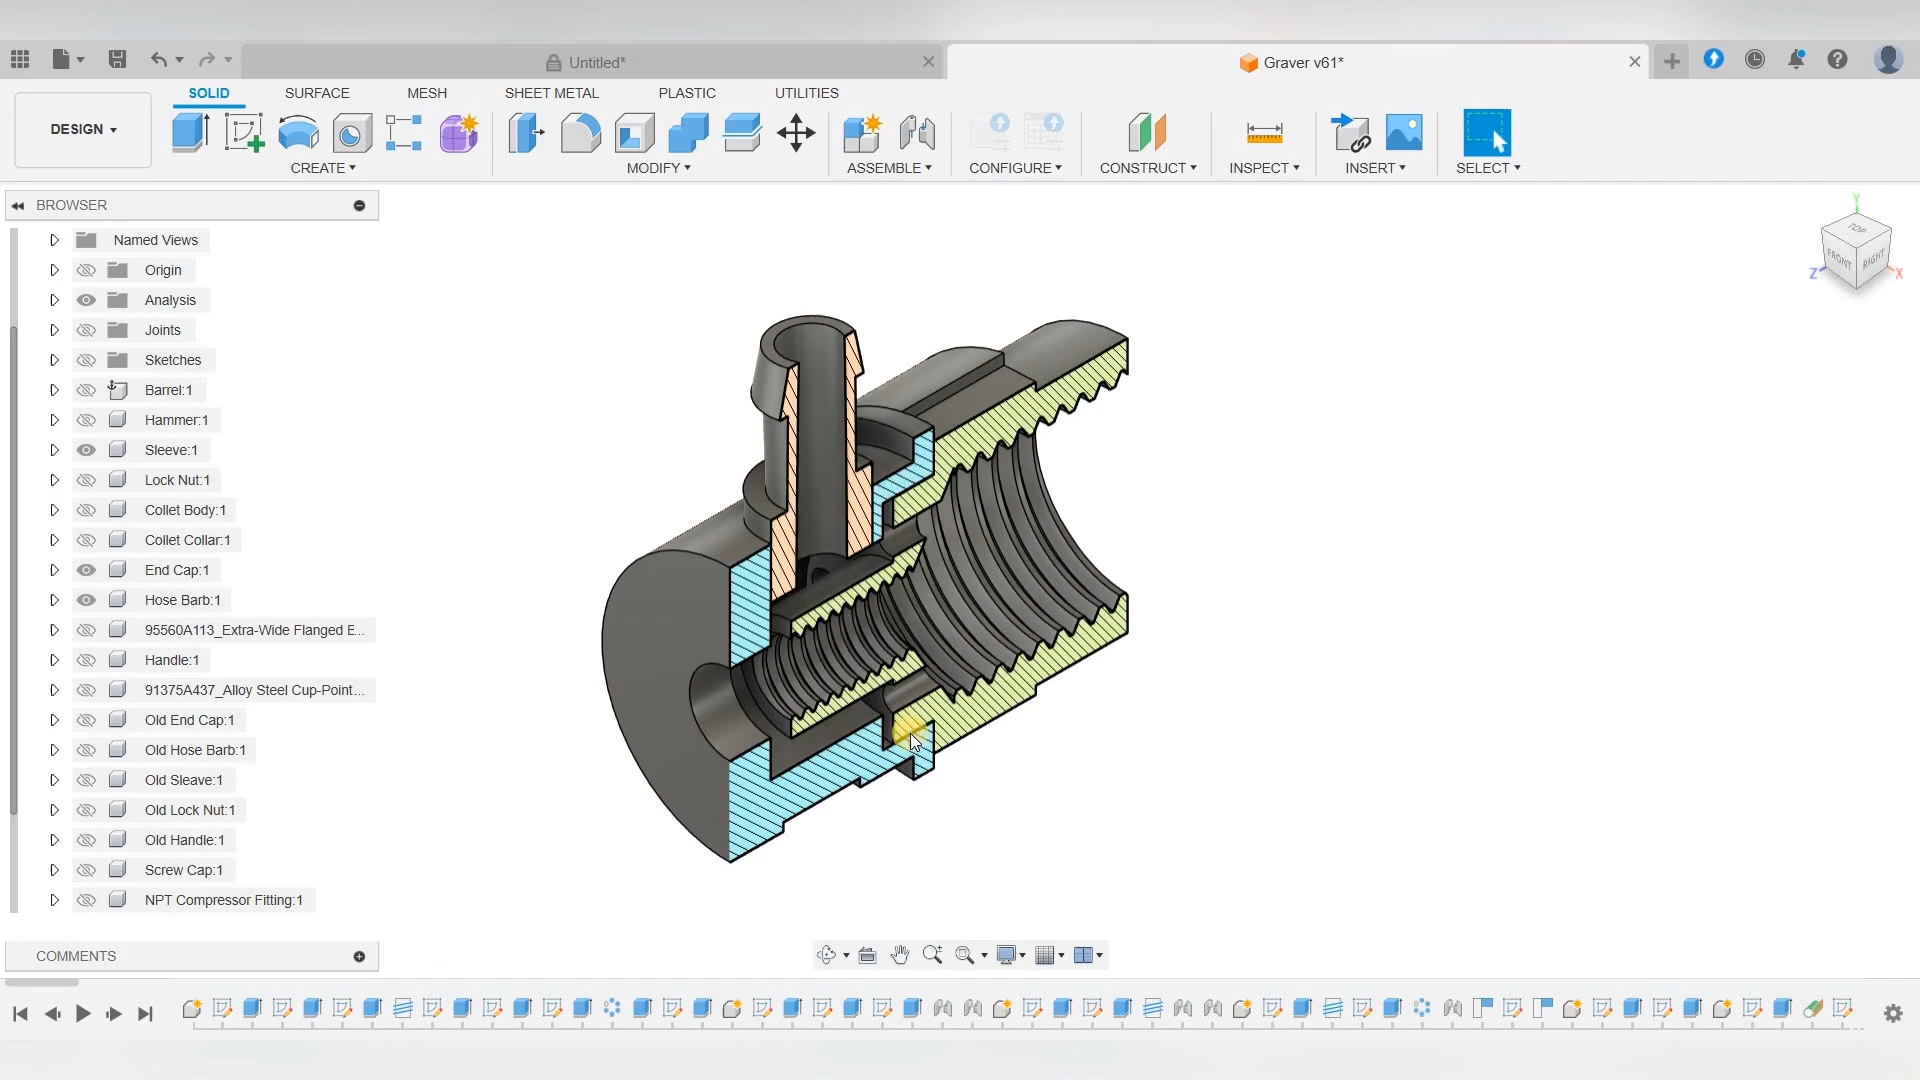 Untitled*
Graver v61*
DESIGN
SOLID SURFACE MESH SHEET METAL PLASTIC UTILITIES
CREATE MODIFY ASSEMBLE CONFIGURE CONSTRUCT INSPECT INSERT SELECT
BROWSER
Named Views
Origin
Analysis
Joints
Sketches
Barrel:1
Hammer:1
Sleeve:1
Lock Nut:1
Collet Body:1
Collet Collar:1
End Cap:1
Hose Barb:1
95560A113_Extra-Wide Flanged E...
Handle:1
91375A437_Alloy Steel Cup-Point...
Old End Cap:1
Old Hose Barb:1
Old Sleave:1
Old Lock Nut:1
Old Handle:1
Screw Cap:1
NPT Compressor Fitting:1
COMMENTS
Y
TOP
FRONT RIGHT
Z X